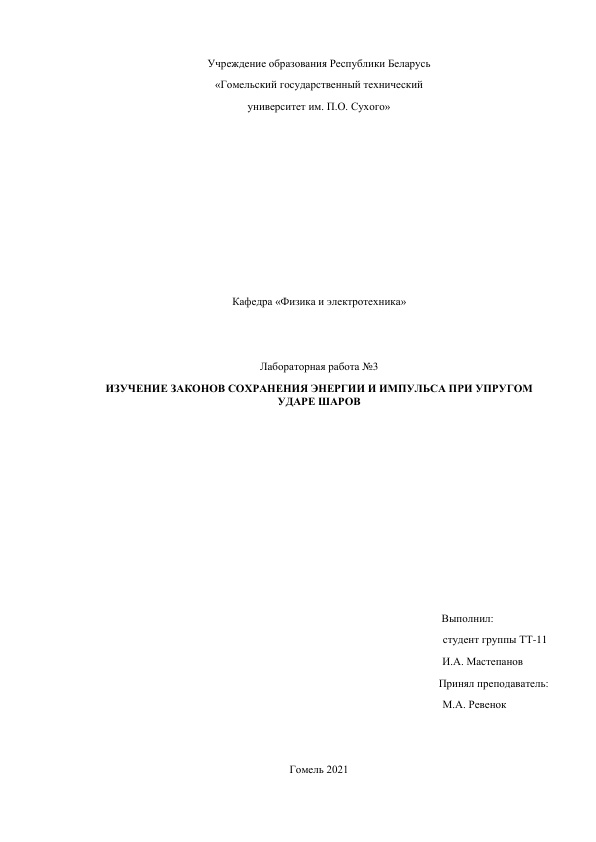 Учреждение образования Республики Беларусь
«Гомельский государственный технический
университет им. П.О. Сухого»
Кафедра «Физика и электротехника»
Лабораторная работа №3
ИЗУЧЕНИЕ ЗАКОНОВ СОХРАНЕНИЯ ЭНЕРГИИ И ИМПУЛЬСА ПРИ УПРУГОМ
УДАРЕ ШАРОВ
Выполнил:
студент группы ТТ-11
И.А. Мастепанов
Принял преподаватель:
М.А. Ревенок
Гомель 2021